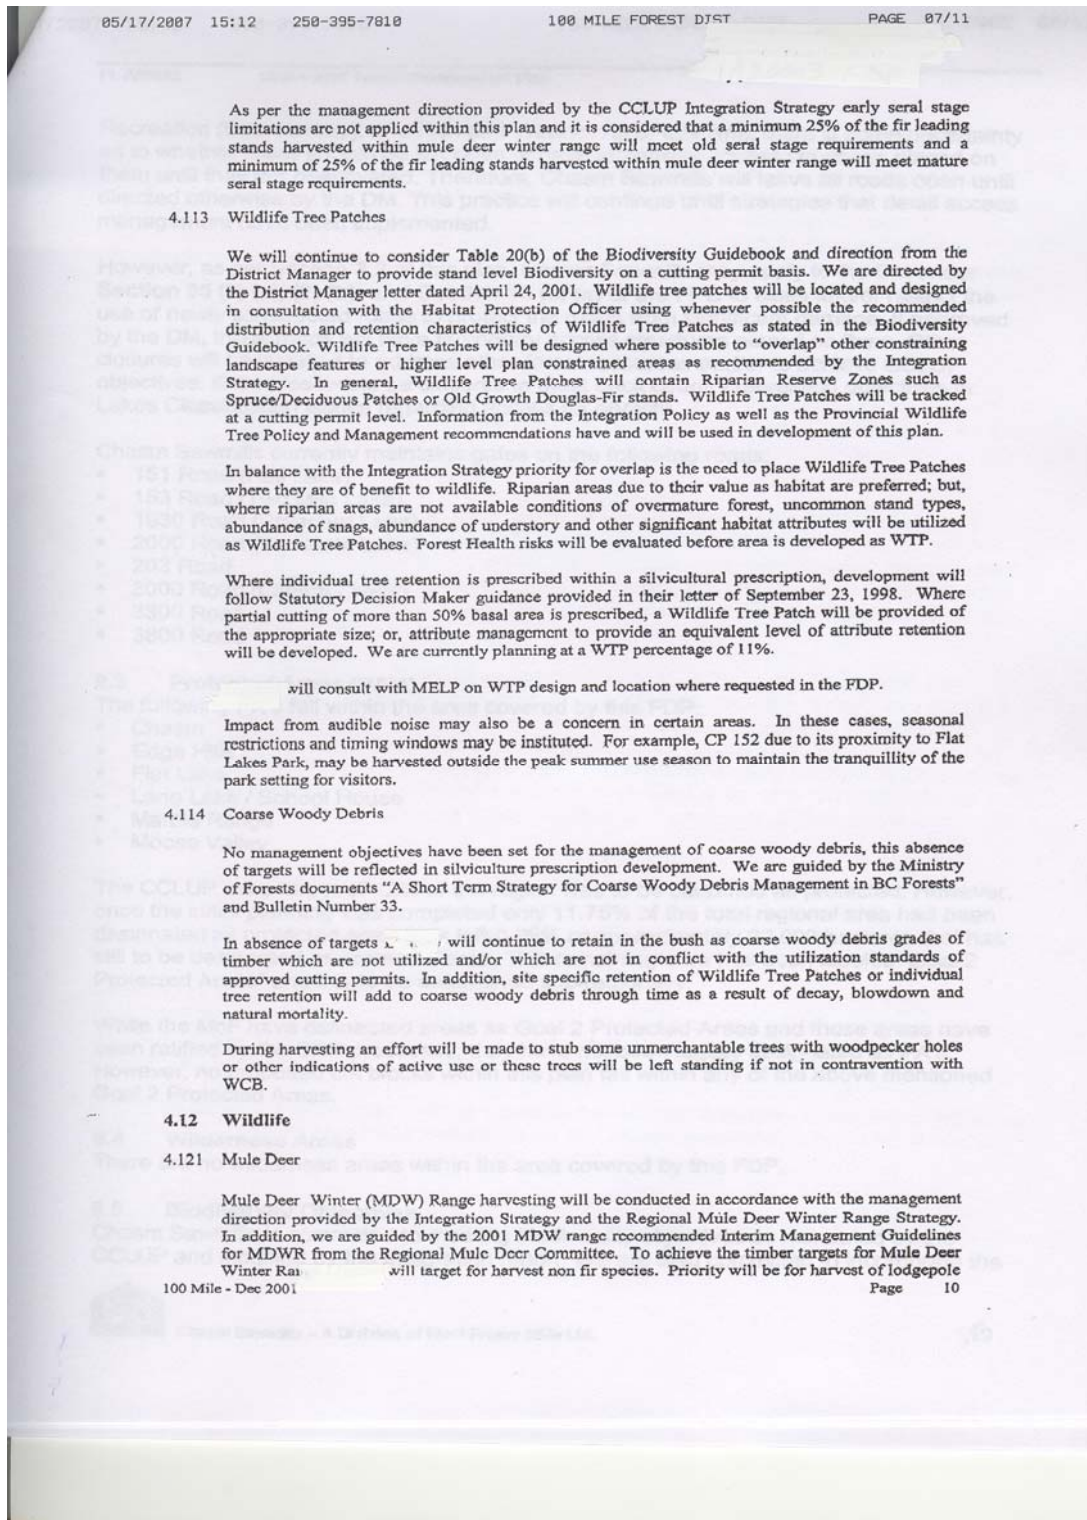 05/17/2007 15:12 250-395-7810 100 MILE FOREST DIST PAGE 07/11
As per the management direction provided by the CCLUP Integration Strategy early seral stage
limitations are not applied within this plan and it is considered that a minimum 25% of the fir leading
stands harvested within mule deer winter range will meet old seral stage requirements and a
minimum of 25% of the fir leading stands harvested within mule deer winter range will meet mature
seral stage requirements.
4.113 Wildlife Tree Patches
We will continue to consider Table 20(b) of the Biodiversity Guidebook and direction from the
District Manager to provide stand level Biodiversity on a cutting permit basis. We are directed by
the District Manager letter dated April 24, 2001. Wildlife tree patches will be located and designed
in consultation with the Habitat Protection Officer using whenever possible the recommended
distribution and retention characteristics of Wildlife Tree Patches as stated in the Biodiversity
Guidebook. Wildlife Tree Patches will be designed where possible to "overlap" other constraining
landscape features or higher level plan constrained areas as recommended by the Integration
Strategy. In general, Wildlife Tree Patches will contain Riparian Reserve Zones such as
Spruce/Deciduous Patches or Old Growth Douglas-Fir stands. Wildlife Tree Patches will be tracked
at a cutting permit level. Information from the Integration Policy as well as the Provincial Wildlife
Tree Policy and Management recommendations have and will be used in development of this plan.
In balance with the Integration Strategy priority for overlap is the need to place Wildlife Tree Patches
where they are of benefit to wildlife. Riparian areas due to their value as habitat are preferred; but,
where riparian areas are not available conditions of overmature forest, uncommon stand types,
abundance of snags, abundance of understory and other significant habitat attributes will be utilized
as Wildlife Tree Patches. Forest Health risks will be evaluated before area is developed as WTP.
Where individual tree retention is prescribed within a silvicultural prescription, development will
follow Statutory Decision Maker guidance provided in their letter of September 23, 1998. Where
partial cutting of more than 50% basal area is prescribed, a Wildlife Tree Patch will be provided of
the appropriate size; or, attribute management to provide an equivalent level of attribute retention
will be developed. We are currently planning at a WTP percentage of 11%.
will consult with MELP on WTP design and location where requested in the FDP.
Impact from audible noise may also be a concern in certain areas. In these cases, seasonal
restrictions and timing windows may be instituted. For example, CP 152 due to its proximity to Flat
Lakes Park, may be harvested outside the peak summer use season to maintain the tranquillity of the
park setting for visitors.
4.114 Coarse Woody Debris
No management objectives have been set for the management of coarse woody debris, this absence
of targets will be reflected in silviculture prescription development. We are guided by the Ministry
of Forests documents "A Short Term Strategy for Coarse Woody Debris Management in BC Forests"
and Bulletin Number 33.
In absence of targets will continue to retain in the bush as coarse woody debris grades of
timber which are not utilized and/or which are not in conflict with the utilization standards of
approved cutting permits. In addition, site specific retention of Wildlife Tree Patches or individual
tree retention will add to coarse woody debris through time as a result of decay, blowdown and
natural mortality.
During harvesting an effort will be made to stub some unmerchantable trees with woodpecker holes
or other indications of active use or these trees will be left standing if not in contravention with
WCB.
4.12 Wildlife
4.121 Mule Deer
Mule Deer Winter (MDW) Range harvesting will be conducted in accordance with the management
direction provided by the Integration Strategy and the Regional Mule Deer Winter Range Strategy.
In addition, we are guided by the 2001 MDW range recommended Interim Management Guidelines
for MDWR from the Regional Mule Deer Committee. To achieve the timber targets for Mule Deer
Winter will target for harvest non fir species. Priority will be for harvest of lodgepole
100 Mile - Dec 2001 Page 10